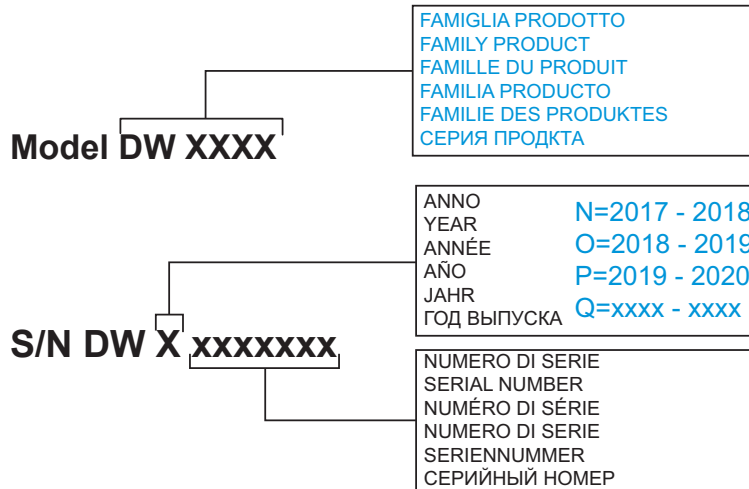 FAMIGLIA PRODOTTO
FAMILY PRODUCT
FAMILLE DU PRODUIT
FAMILIA PRODUCTO
FAMILIE DES PRODUKTES
СЕРИЯ ПРОДКТА
Model DW XXXX
ANNO
YEAR
ANNÉE
AÑO
JAHR
ГОД ВЫПУСКА
N=2017 - 2018
O=2018 - 2019
P=2019 - 2020
Q=xxxx - xxxx
S/N DW X xxxxxxx
NUMERO DI SERIE
SERIAL NUMBER
NUMÉRO DI SÉRIE
NUMERO DI SERIE
SERIENNUMMER
СЕРИЙНЫЙ НОМЕР